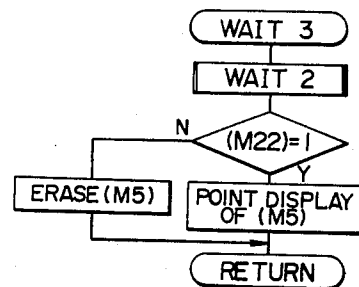 WAIT 3
WAIT 2
(M22)=1
N
Y
ERASE(M5)
POINT DISPLAY
OF (M5)
RETURN